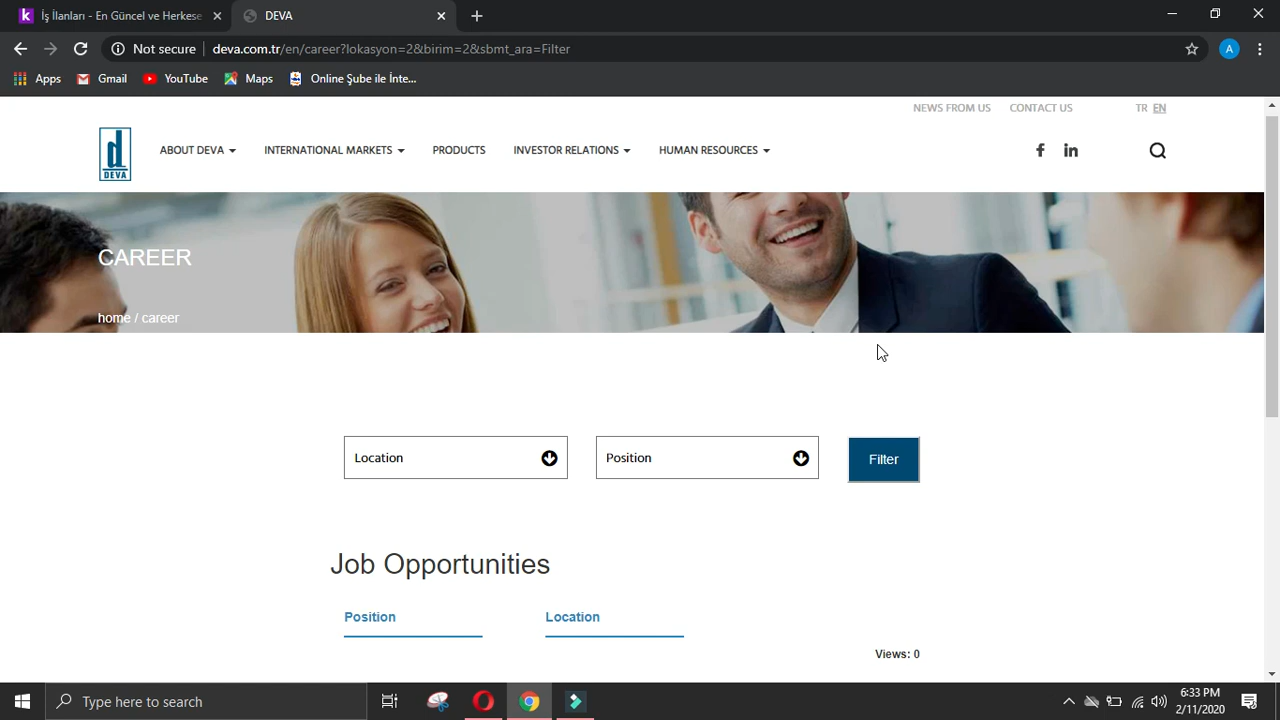 İş İlanları - En Güncel ve Herkese
DEVA
Not secure
deva.com.tr/en/career?lokasyon=2&birim=2&sbmt_ara=Filter
A
Apps
Gmail
YouTube
Maps
Online Şube ile İnte...
NEWS FROM US
CONTACT US
TR EN
DEVA
ABOUT DEVA
INTERNATIONAL MARKETS
PRODUCTS
INVESTOR RELATIONS
HUMAN RESOURCES
CAREER
home / career
Location
Position
Filter
Job Opportunities
Position
Location
Views: 0
Type here to search
6:33 PM
2/11/2020